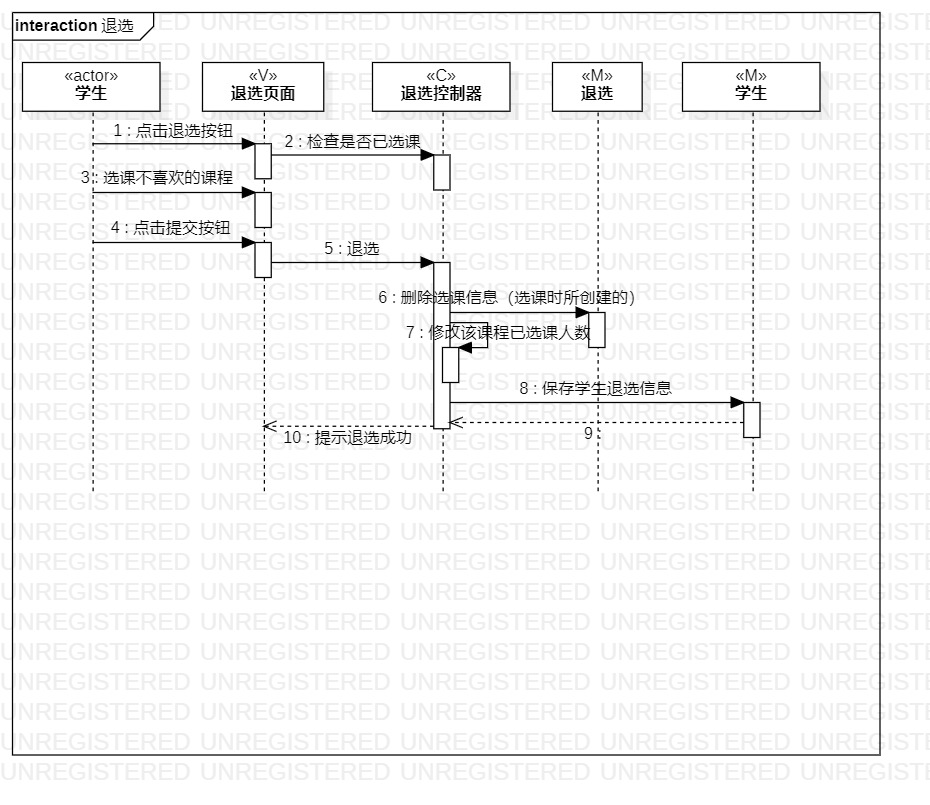 interaction 退选
«actor»
学生
«V»
退选页面
«C»
退选控制器
«M»
退选
«M»
学生
1 : 点击退选按钮
2 : 检查是否已选课
3 : 选课不喜欢的课程
4 : 点击提交按钮
5 : 退选
6 : 删除选课信息（选课时所创建的）
7 : 修改该课程已选课人数
8 : 保存学生退选信息
9 :
10 : 提示退选成功
UNREGISTERED